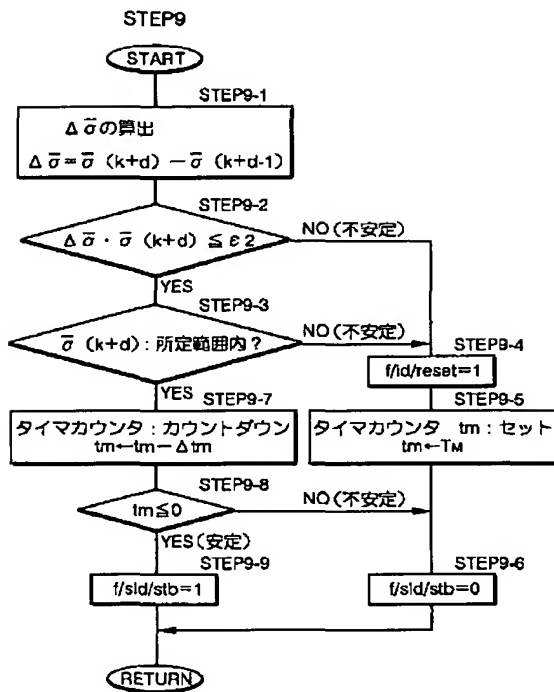 STEP9
START
STEP9-1
Δσ̄の算出
Δσ̄=σ̄(k+d)−σ̄(k+d-1)
STEP9-2
Δσ̄・σ̄(k+d)≦ε2
NO(不安定)
YES
STEP9-3
σ̄(k+d):所定範囲内?
NO(不安定)
STEP9-4
f/id/reset=1
YES
STEP9-7
タイマカウンタ:カウントダウン
tm←tm−Δtm
STEP9-5
タイマカウンタ tm:セット
tm←TM
STEP9-8
tm≦0
NO(不安定)
YES(安定)
STEP9-9
f/sld/stb=1
STEP9-6
f/sld/stb=0
RETURN